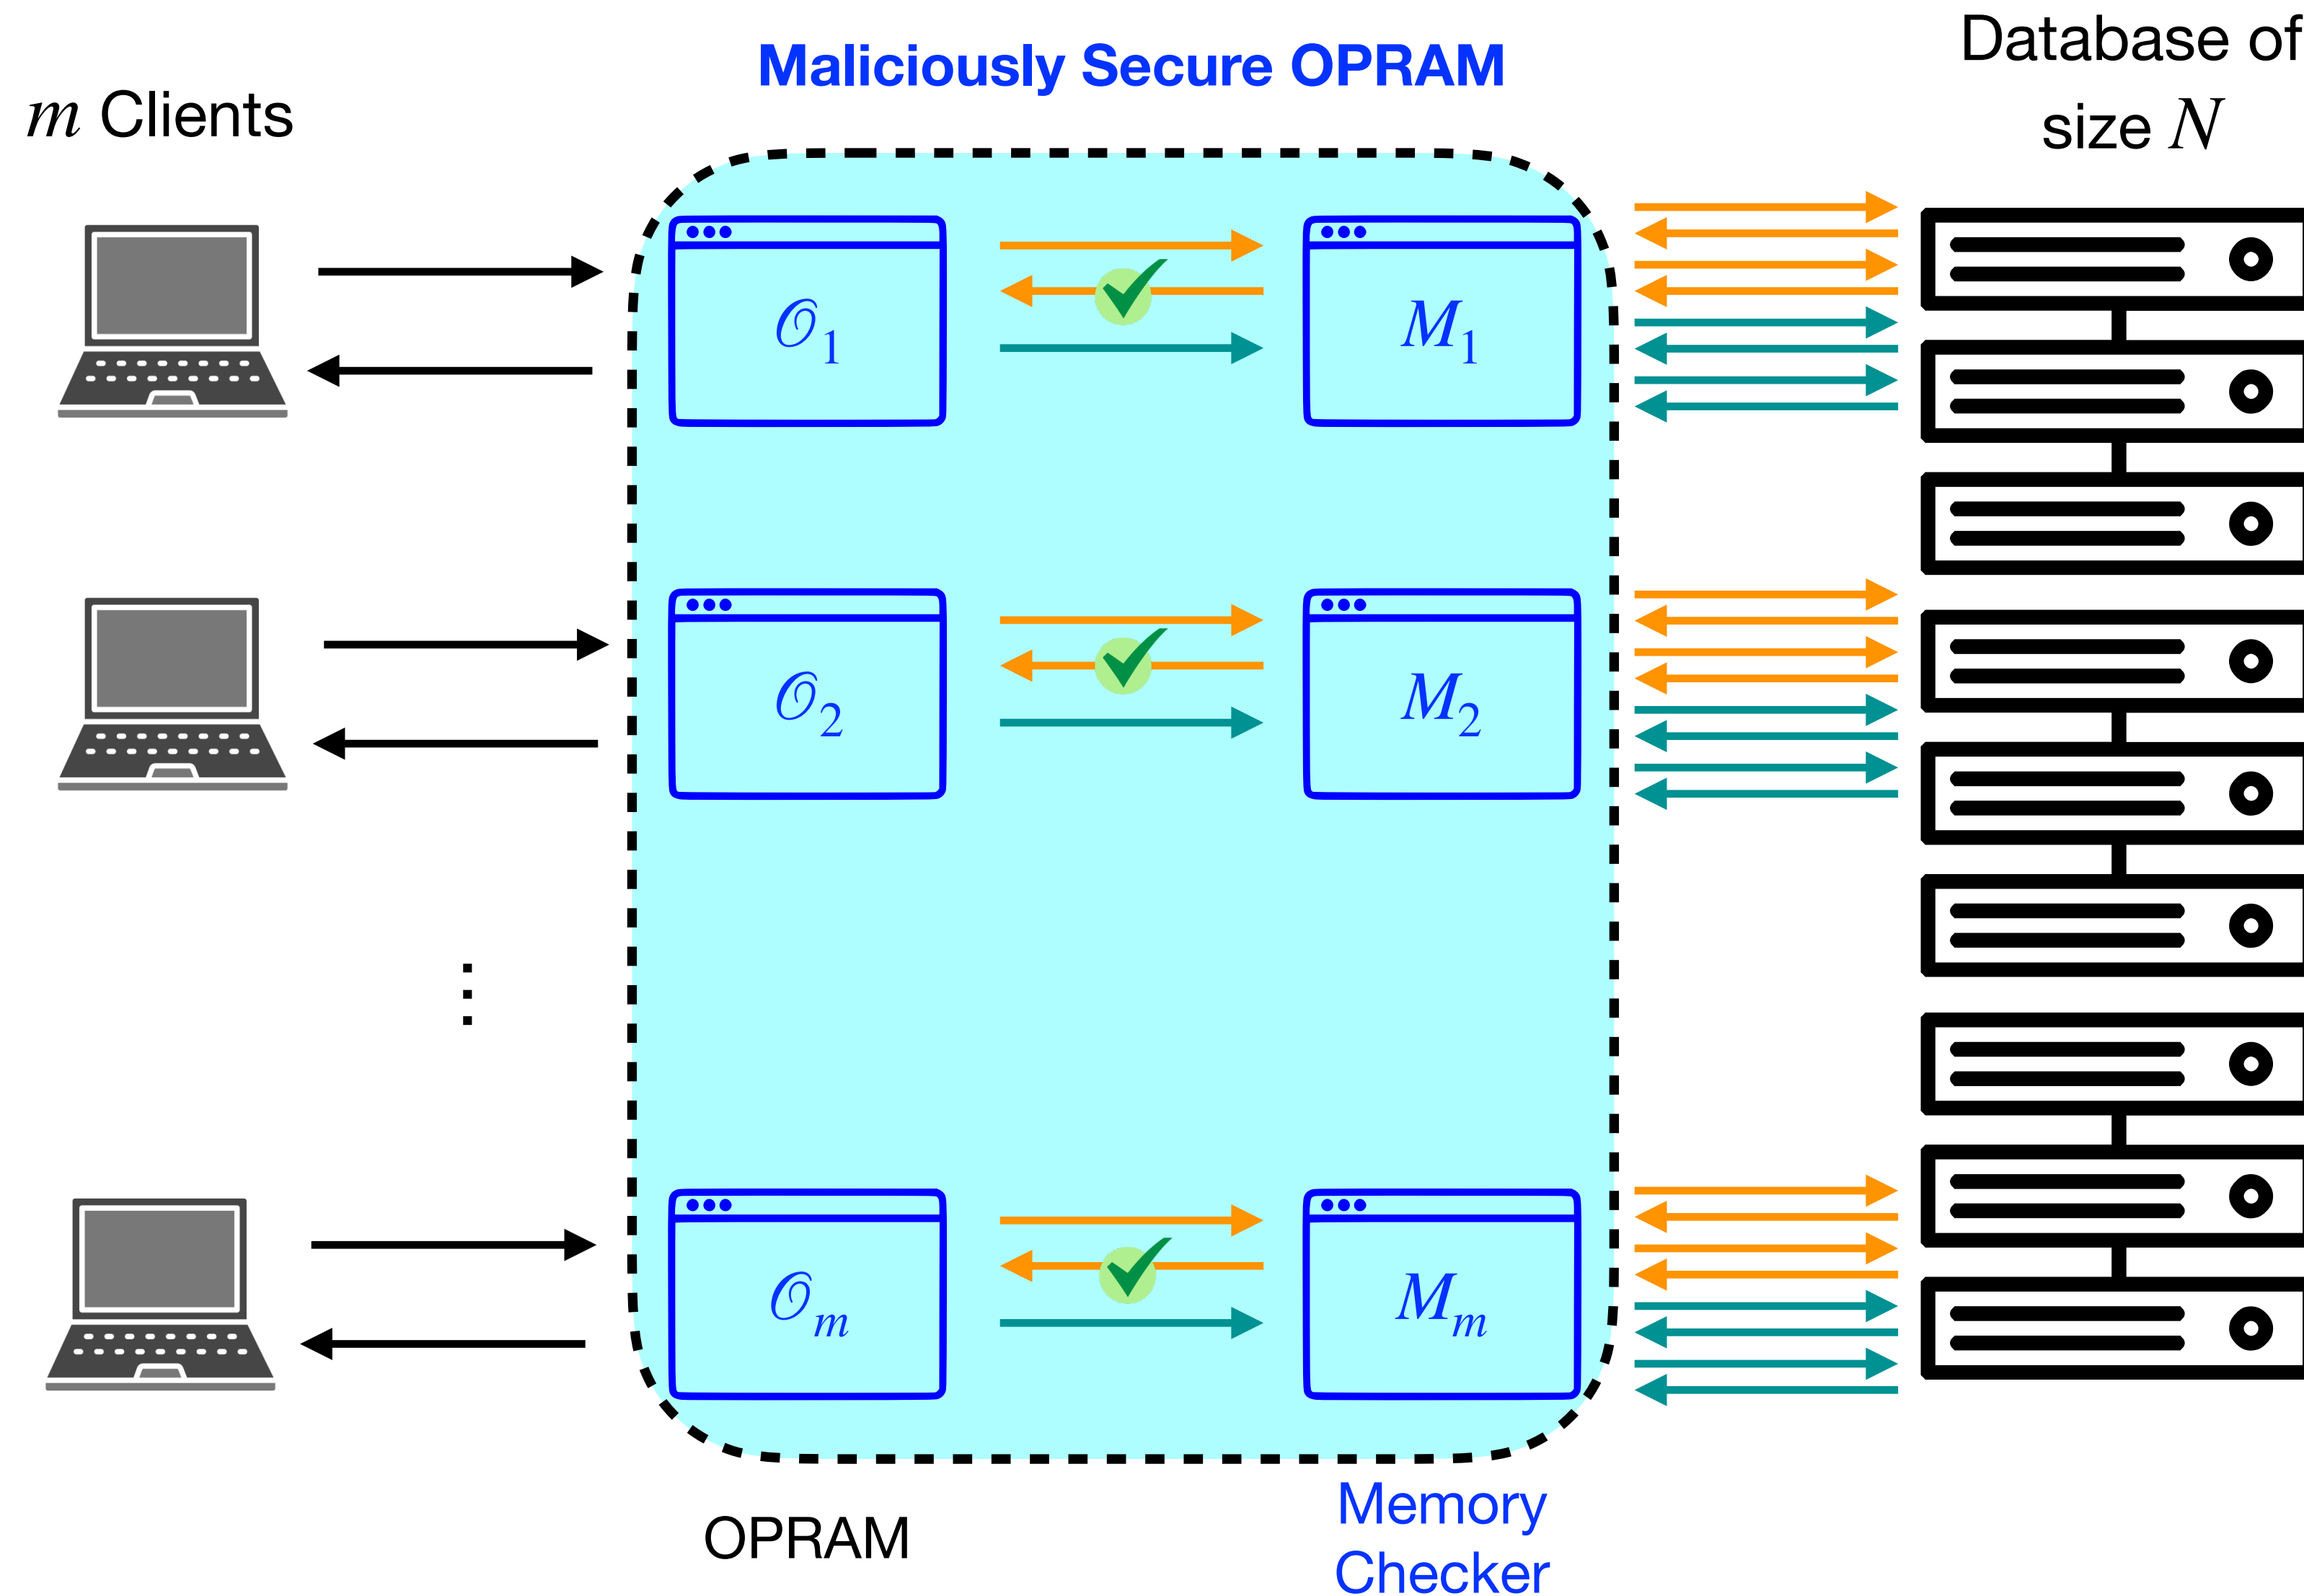 Maliciously Secure OPRAM
m Clients
Database of
size N
𝒪1
M1
𝒪2
M2
⋮
𝒪m
Mm
OPRAM
Memory
Checker